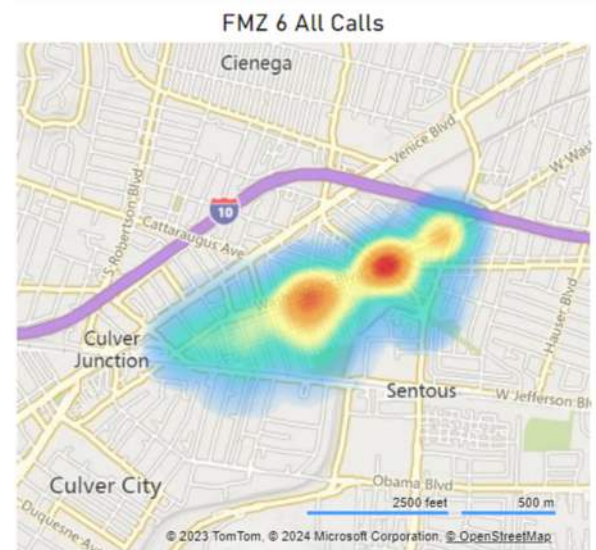 FMZ 6 All Calls
Cienega
Venice Blvd
W Was
10
S Robertson Blvd
Cattaraugus Ave
Hauser Blvd
Culver
Junction
Sentous
W Jefferson Bl
Culver City
Obama Blvd
Duquesne Av
2500 feet
500 m
© 2023 TomTom, © 2024 Microsoft Corporation, © OpenStreetMap